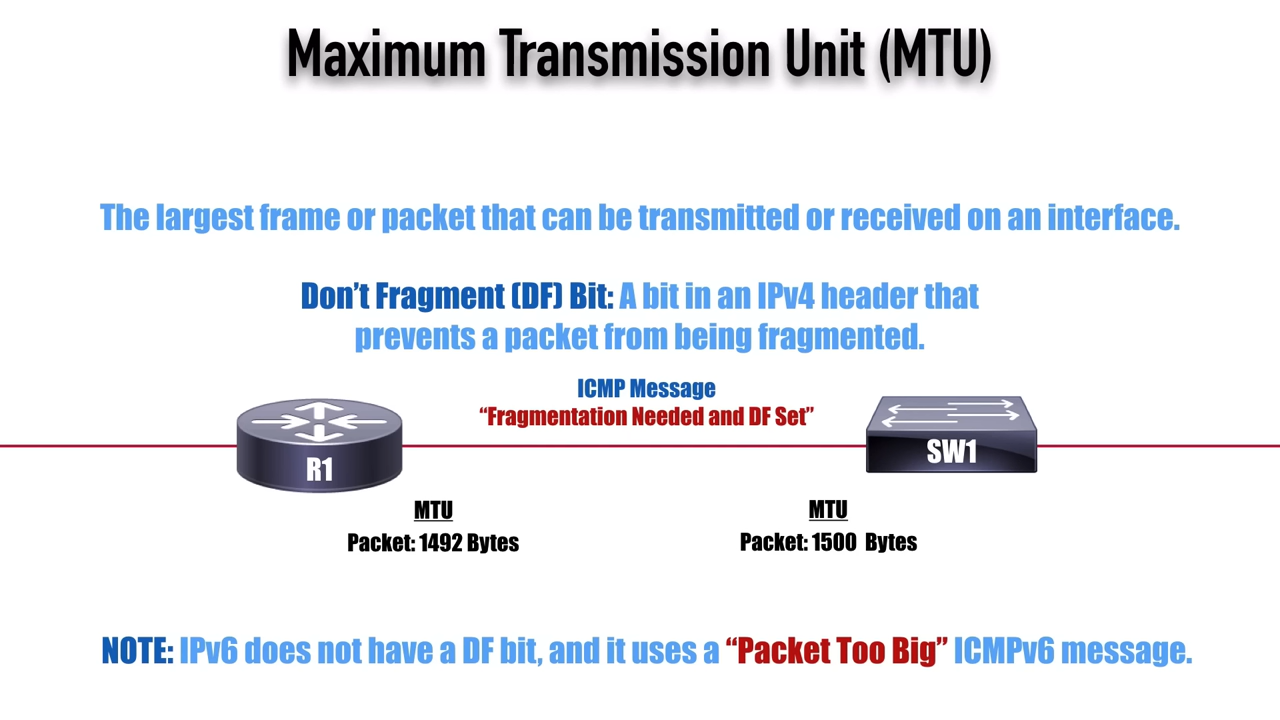 Maximum Transmission Unit (MTU)
The largest frame or packet that can be transmitted or received on an interface.
Don’t Fragment (DF) Bit: A bit in an IPv4 header that
prevents a packet from being fragmented.
ICMP Message
“Fragmentation Needed and DF Set”
R1
SW1
MTU
Packet: 1492 Bytes
MTU
Packet: 1500 Bytes
NOTE: IPv6 does not have a DF bit, and it uses a “Packet Too Big” ICMPv6 message.